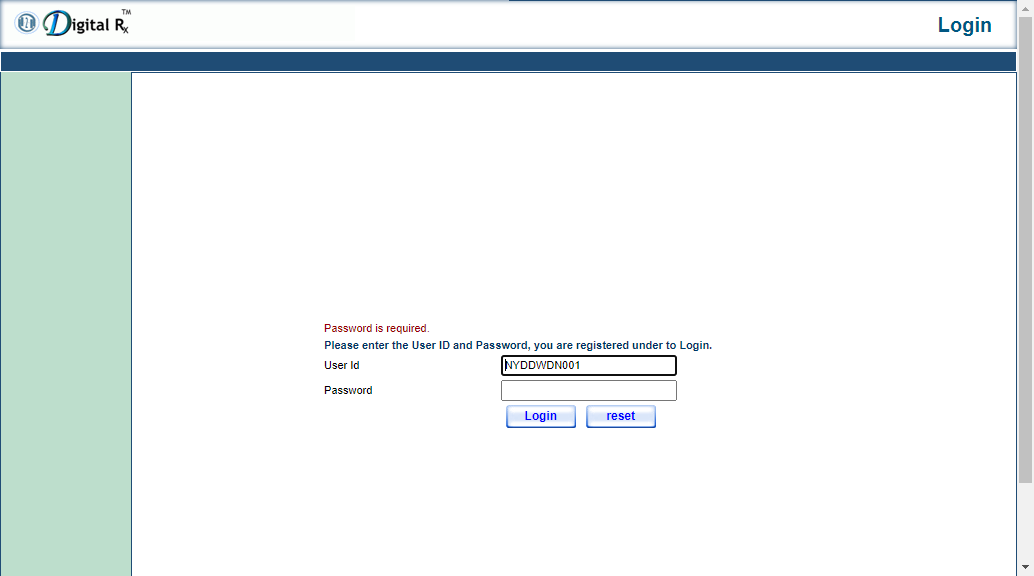 Digital Rx™
Login
Password is required.
Please enter the User ID and Password, you are registered under to Login.
User Id
NYDDWDN001
Password
Login
reset